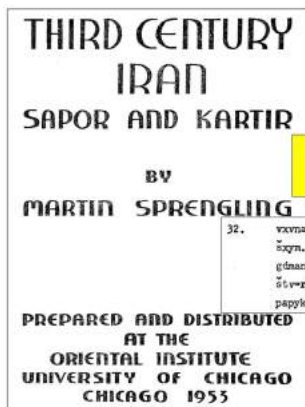 THIRD CENTURY
IRAN
SAPOR AND KARTIR
BY
MARTIN SPRENGLING
32.
PREPARED AND DISTRIBUTED
AT THE
ORIENTAL INSTITUTE
UNIVERSITY OF CHICAGO
CHICAGO 1953